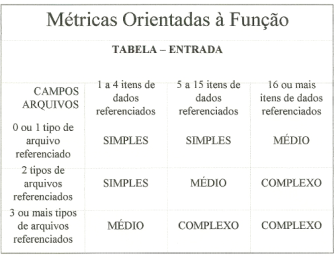 Métricas Orientadas à Função
TABELA – ENTRADA
CAMPOS
ARQUIVOS
1 a 4 itens de
dados
referenciados
5 a 15 itens de
dados
referenciados
16 ou mais
itens de dados
referenciados
0 ou 1 tipo de
arquivo
referenciado
SIMPLES
SIMPLES
MÉDIO
2 tipos de
arquivos
referenciados
SIMPLES
MÉDIO
COMPLEXO
3 ou mais tipos
de arquivos
referenciados
MÉDIO
COMPLEXO
COMPLEXO